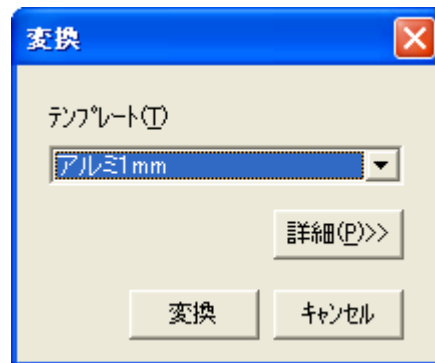 変換
ﾃﾝﾌﾟﾚｰﾄ(T)
アルミ1mm
詳細(P)>>
変換
ｷｬﾝｾﾙ